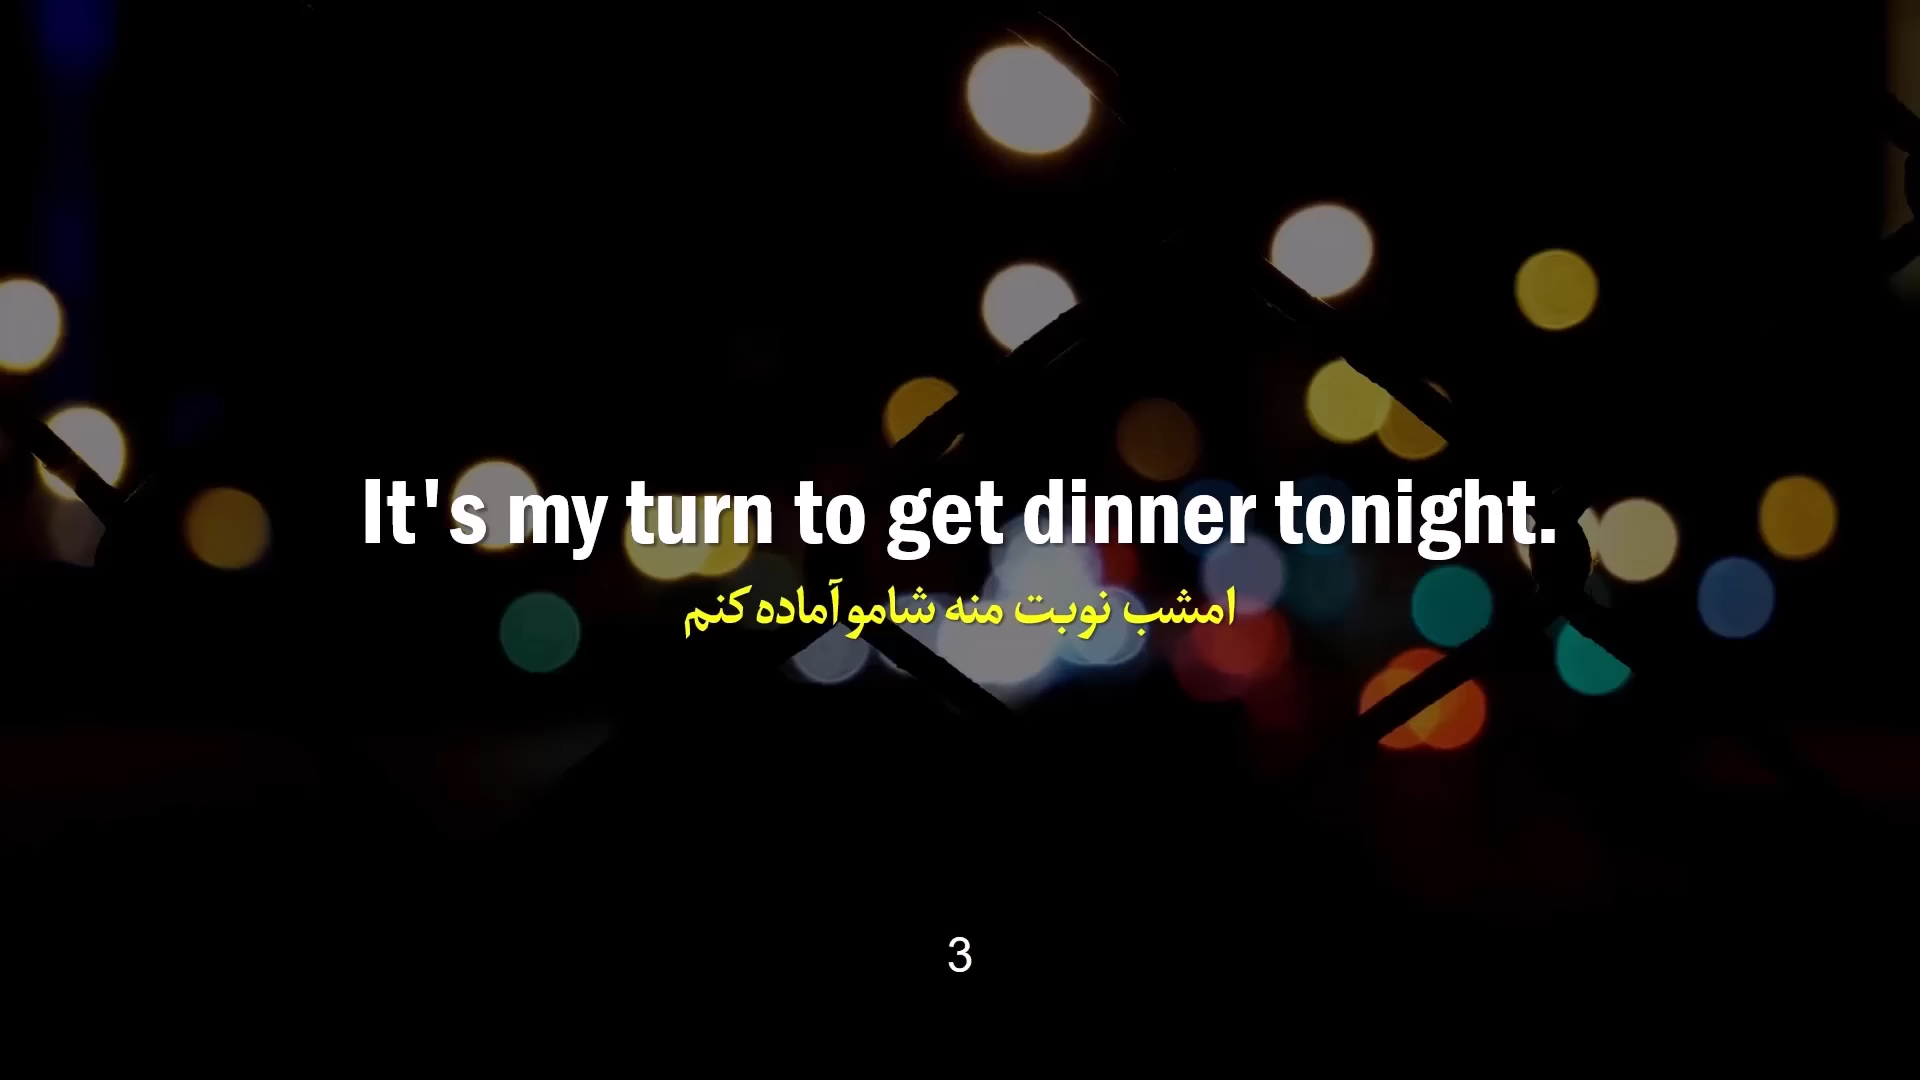 It's my turn to get dinner tonight.
امشب نوبت منه شامو آماده کنم
3